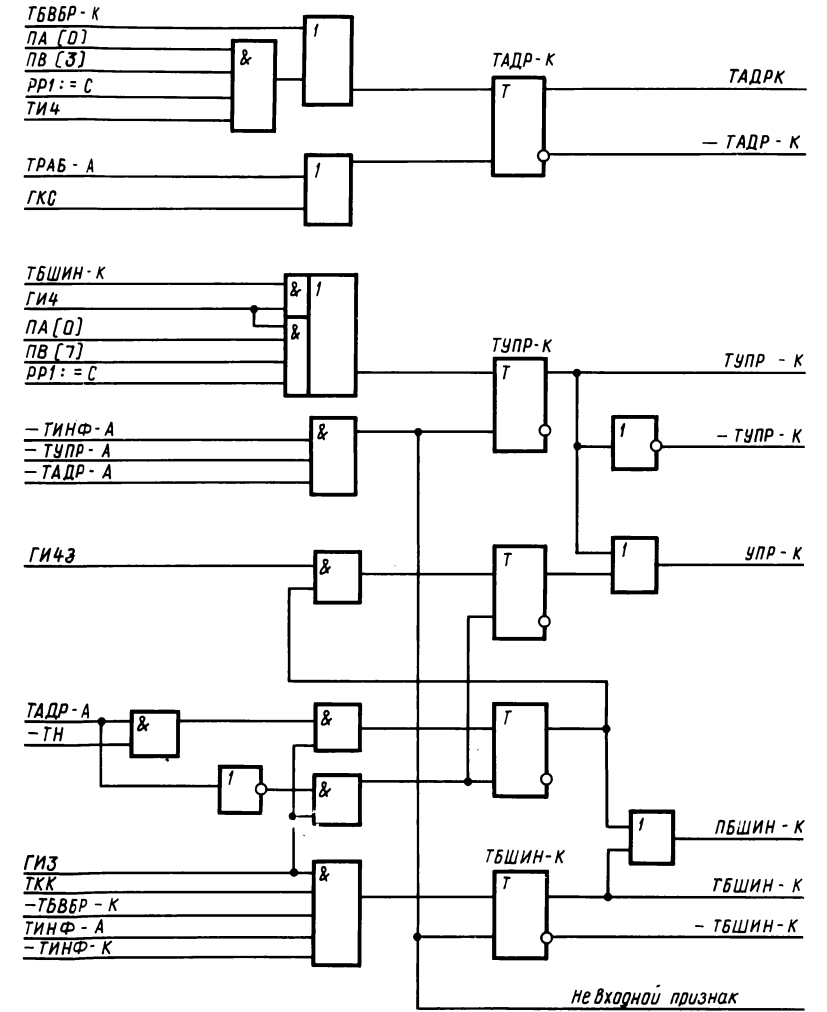 ТБВБР-К
ПА [0]
ПВ [3]
РР1:=С
ТИ4
&
1
ТАДР-К
Т
ТАДРК
— ТАДР-К
ТРАБ-А
ГКС
1
ТБШИН-К
ГИ4
ПА[0]
ПВ [7]
РР1:=С
&
1
&
ТУПР-К
Т
ТУПР - К
1
-ТУПР-К
-ТИНФ-А
-ТУПР-А
-ТАДР-А
&
ГИ43
&
Т
1
УПР-К
ТАДР-А
-ТН
&
&
Т
1
&
1
ПБШИН-К
ГИ3
ТКК
-ТБВБР-К
ТИНФ-А
-ТИНФ-К
&
ТБШИН-К
Т
ТБШИН-К
- ТБШИН-К
Не входной признак